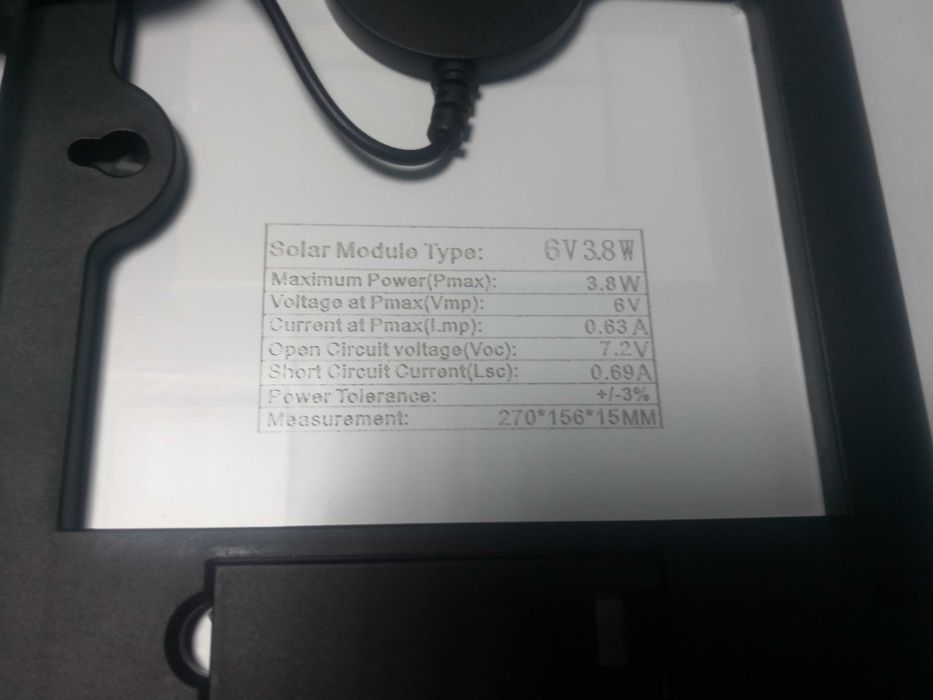 Solar Module Type: 6V 3.8W
Maximum Power(Pmax): 3.8W
Voltage at Pmax(Vmp): 6V
Current at Pmax(I.mp): 0.63A
Open Circuit voltage(Voc): 7.2V
Short Circuit Current(Lsc): 0.69A
Power Tolerance: +/-3%
Measurement: 270*156*15MM